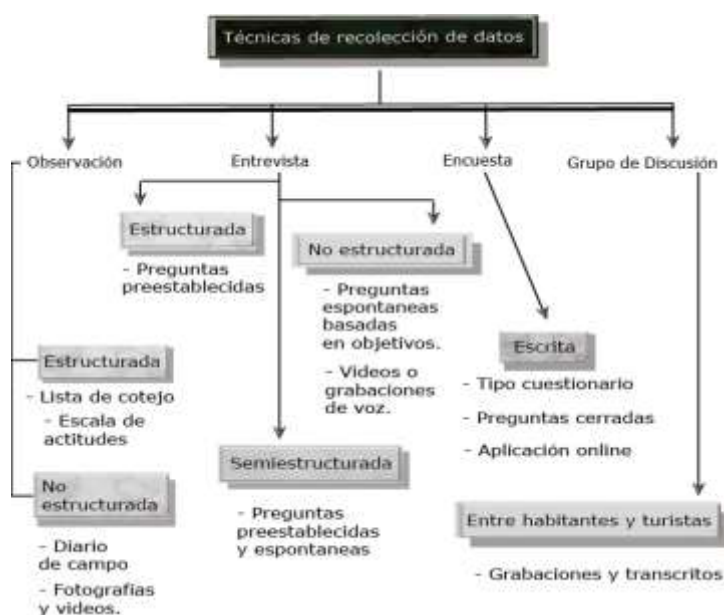 Técnicas de recolección de datos
Observación
Entrevista
Encuesta
Grupo de Discusión
Estructurada
- Preguntas
preestablecidas
No estructurada
- Preguntas
espontaneas
basadas
en objetivos.
- Videos o
grabaciones
de voz.
Escrita
- Tipo cuestionario
- Preguntas cerradas
- Aplicación online
Estructurada
- Lista de cotejo
- Escala de
actitudes
Semiestructurada
- Preguntas
preestablecidas
y espontaneas
No
estructurada
- Diario
de campo
- Fotografías
y videos.
Entre habitantes y turistas
- Grabaciones y transcritos